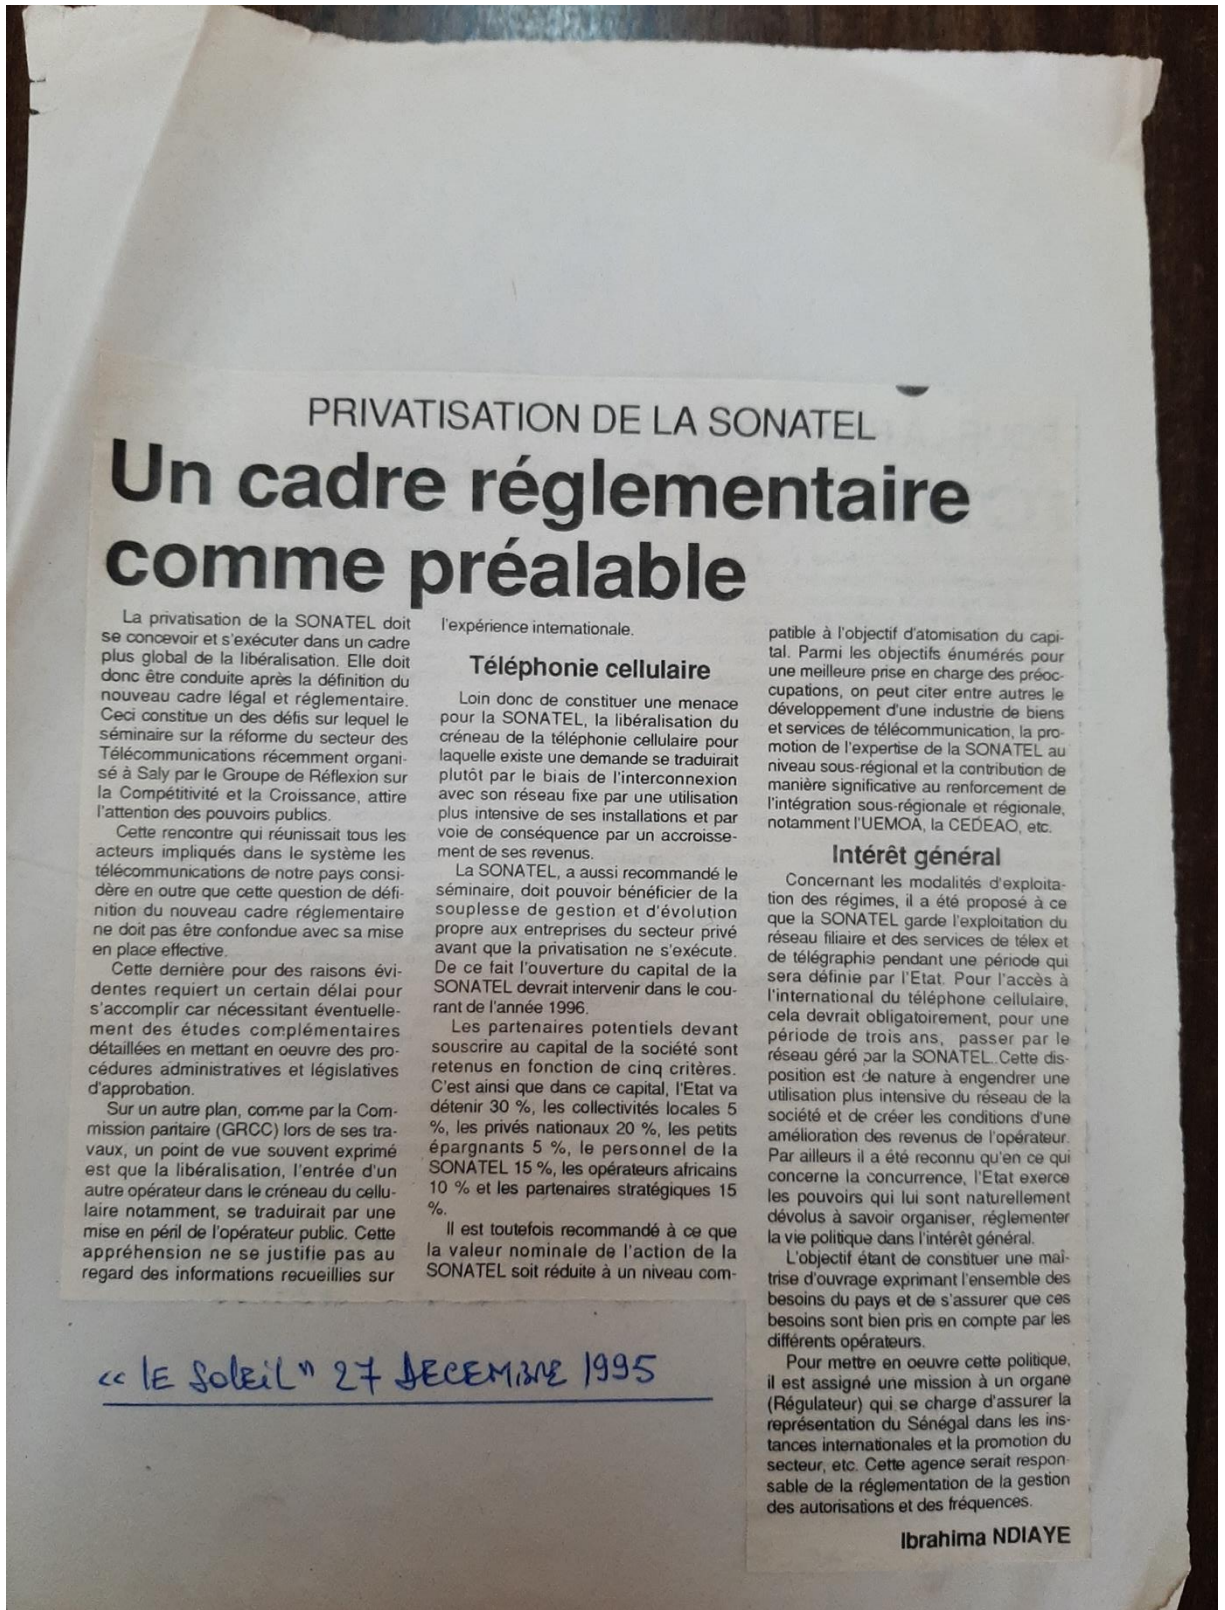 PRIVATISATION DE LA SONATEL
Un cadre réglementaire
comme préalable
La privatisation de la SONATEL doit
se concevoir et s'exécuter dans un cadre
plus global de la libéralisation. Elle doit
donc être conduite après la définition du
nouveau cadre légal et réglementaire.
Ceci constitue un des défis sur lequel le
séminaire sur la réforme du secteur des
Télécommunications récemment organi-
sé à Saly par le Groupe de Réflexion sur
la Compétitivité et la Croissance, attire
l'attention des pouvoirs publics.
Cette rencontre qui réunissait tous les
acteurs impliqués dans le système les
télécommunications de notre pays consi-
dère en outre que cette question de défi-
nition du nouveau cadre réglementaire
ne doit pas être confondue avec sa mise
en place effective.
Cette dernière pour des raisons évi-
dentes requiert un certain délai pour
s'accomplir car nécessitant éventuelle-
ment des études complémentaires
détaillées en mettant en oeuvre des pro-
cédures administratives et législatives
d'approbation.
Sur un autre plan, comme par la Com-
mission paritaire (GRCC) lors de ses tra-
vaux, un point de vue souvent exprimé
est que la libéralisation, l'entrée d'un
autre opérateur dans le créneau du cellu-
laire notamment, se traduirait par une
mise en péril de l'opérateur public. Cette
appréhension ne se justifie pas au
regard des informations recueillies sur
l'expérience internationale.
Téléphonie cellulaire
Loin donc de constituer une menace
pour la SONATEL, la libéralisation du
créneau de la téléphonie cellulaire pour
laquelle existe une demande se traduirait
plutôt par le biais de l'interconnexion
avec son réseau fixe par une utilisation
plus intensive de ses installations et par
voie de conséquence par un accroisse-
ment de ses revenus.
La SONATEL, a aussi recommandé le
séminaire, doit pouvoir bénéficier de la
souplesse de gestion et d'évolution
propre aux entreprises du secteur privé
avant que la privatisation ne s'exécute.
De ce fait l'ouverture du capital de la
SONATEL devrait intervenir dans le cou-
rant de l'année 1996.
Les partenaires potentiels devant
souscrire au capital de la société sont
retenus en fonction de cinq critères.
C'est ainsi que dans ce capital, l'Etat va
détenir 30 %, les collectivités locales 5
%, les privés nationaux 20 %, les petits
épargnants 5 %, le personnel de la
SONATEL 15 %, les opérateurs africains
10 % et les partenaires stratégiques 15
%.
Il est toutefois recommandé à ce que
la valeur nominale de l'action de la
SONATEL soit réduite à un niveau com-
patible à l'objectif d'atomisation du capi-
tal. Parmi les objectifs énumérés pour
une meilleure prise en charge des préoc-
cupations, on peut citer entre autres le
développement d'une industrie de biens
et services de télécommunication, la pro-
motion de l'expertise de la SONATEL au
niveau sous-régional et la contribution de
manière significative au renforcement de
l'intégration sous-régionale et régionale,
notamment l'UEMOA, la CEDEAO, etc.
Intérêt général
Concernant les modalités d'exploita-
tion des régimes, il a été proposé à ce
que la SONATEL garde l'exploitation du
réseau filiaire et des services de télex et
de télégraphie pendant une période qui
sera définie par l'Etat. Pour l'accès à
l'international du téléphone cellulaire,
cela devrait obligatoirement, pour une
période de trois ans, passer par le
réseau géré par la SONATEL. Cette dis-
position est de nature à engendrer une
utilisation plus intensive du réseau de la
société et de créer les conditions d'une
amélioration des revenus de l'opérateur.
Par ailleurs il a été reconnu qu'en ce qui
concerne la concurrence, l'Etat exerce
les pouvoirs qui lui sont naturellement
dévolus à savoir organiser, réglementer
la vie politique dans l'intérêt général.
L'objectif étant de constituer une maî-
trise d'ouvrage exprimant l'ensemble des
besoins du pays et de s'assurer que ces
besoins sont bien pris en compte par les
différents opérateurs.
Pour mettre en oeuvre cette politique,
il est assigné une mission à un organe
(Régulateur) qui se charge d'assurer la
représentation du Sénégal dans les ins-
tances internationales et la promotion du
secteur, etc. Cette agence serait respon-
sable de la réglementation de la gestion
des autorisations et des fréquences.
Ibrahima NDIAYE
« LE SOLEIL" 27 DECEMBRE 1995